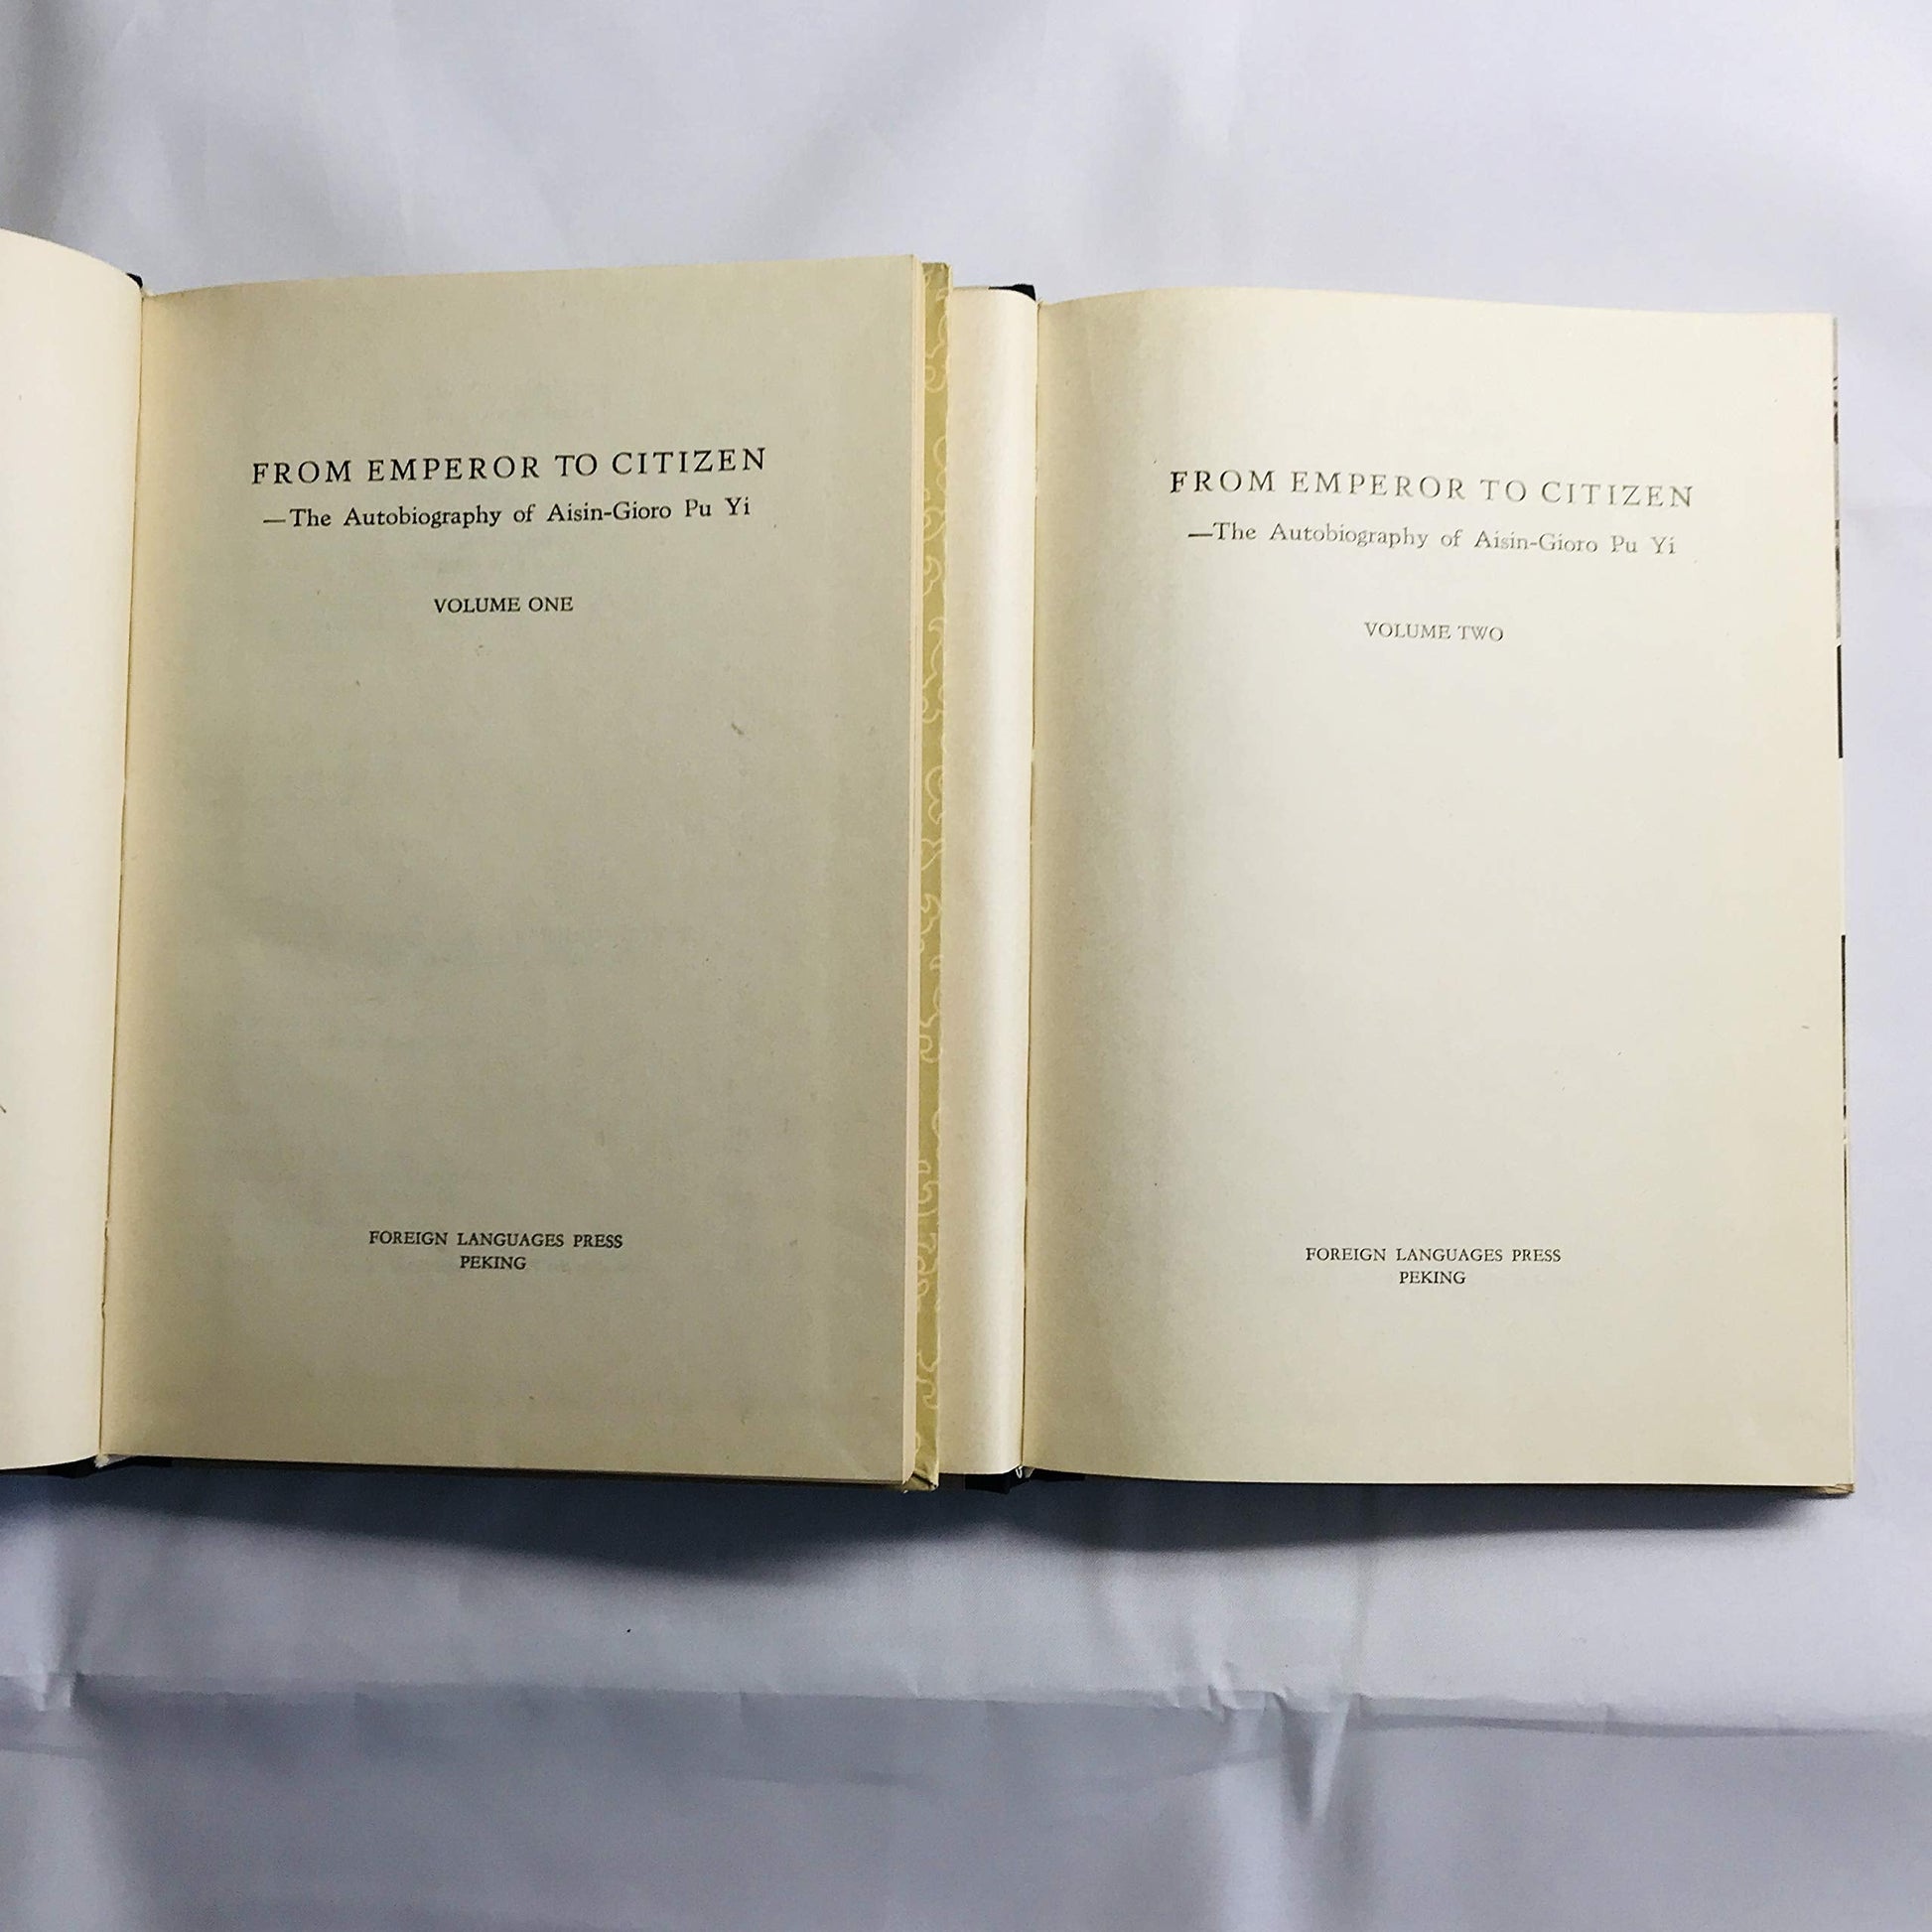 FROM EMPEROR TO CITIZEN
—The Autobiography of Aisin-Gioro Pu Yi
VOLUME ONE
FOREIGN LANGUAGES PRESS
PEKING
FROM EMPEROR TO CITIZEN
—The Autobiography of Aisin-Gioro Pu Yi
VOLUME TWO
FOREIGN LANGUAGES PRESS
PEKING